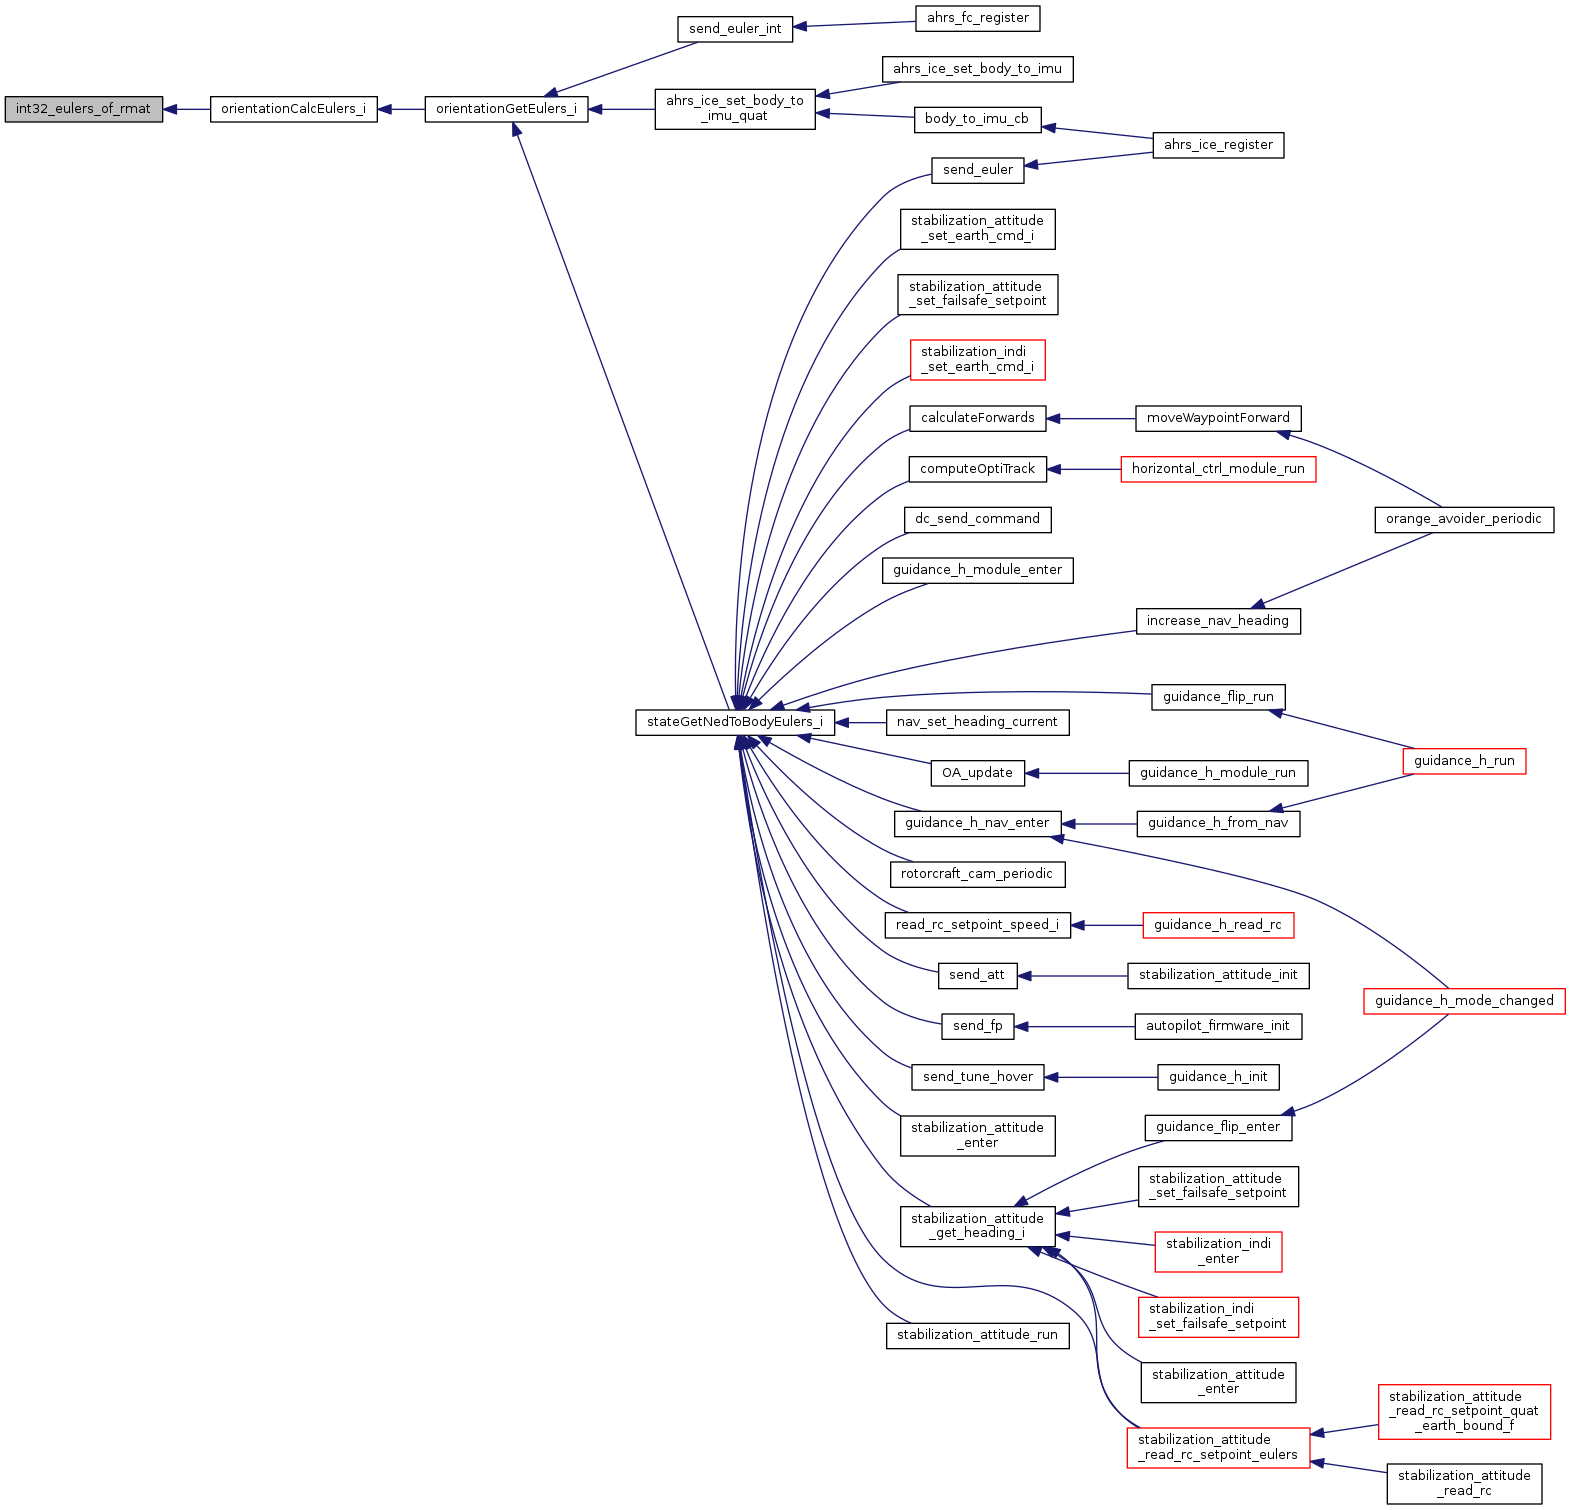 ahrs_fc_register
send_euler_int
ahrs_ice_set_body_to_imu
int32_eulers_of_rmat
orientationCalcEulers_i
orientationGetEulers_i
ahrs_ice_set_body_to
_imu_quat
body_to_imu_cb
ahrs_ice_register
send_euler
stabilization_attitude
_set_earth_cmd_i
stabilization_attitude
_set_failsafe_setpoint
stabilization_indi
_set_earth_cmd_i
calculateForwards
moveWaypointForward
computeOptiTrack
horizontal_ctrl_module_run
dc_send_command
orange_avoider_periodic
guidance_h_module_enter
increase_nav_heading
guidance_flip_run
stateGetNedToBodyEulers_i
nav_set_heading_current
guidance_h_run
OA_update
guidance_h_module_run
guidance_h_nav_enter
guidance_h_from_nav
rotorcraft_cam_periodic
read_rc_setpoint_speed_i
guidance_h_read_rc
send_att
stabilization_attitude_init
guidance_h_mode_changed
send_fp
autopilot_firmware_init
send_tune_hover
guidance_h_init
stabilization_attitude
_enter
guidance_flip_enter
stabilization_attitude
_set_failsafe_setpoint
stabilization_attitude
_get_heading_i
stabilization_indi
_enter
stabilization_indi
_set_failsafe_setpoint
stabilization_attitude_run
stabilization_attitude
_enter
stabilization_attitude
_read_rc_setpoint_quat
_earth_bound_f
stabilization_attitude
_read_rc_setpoint_eulers
stabilization_attitude
_read_rc